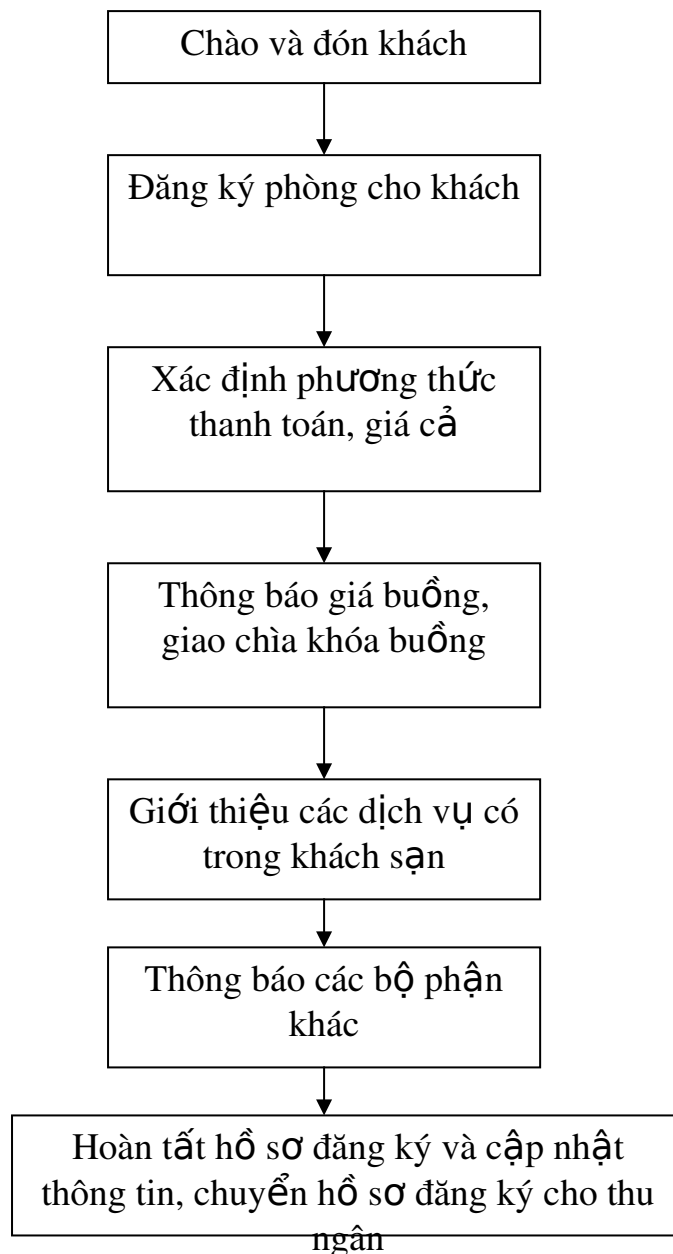 Chào và đón khách
Đăng ký phòng cho khách
Xác định phương thức
thanh toán, giá cả
Thông báo giá buồng,
giao chìa khóa buồng
Giới thiệu các dịch vụ có
trong khách sạn
Thông báo các bộ phận
khác
Hoàn tất hồ sơ đăng ký và cập nhật
thông tin, chuyển hồ sơ đăng ký cho thu
ngân